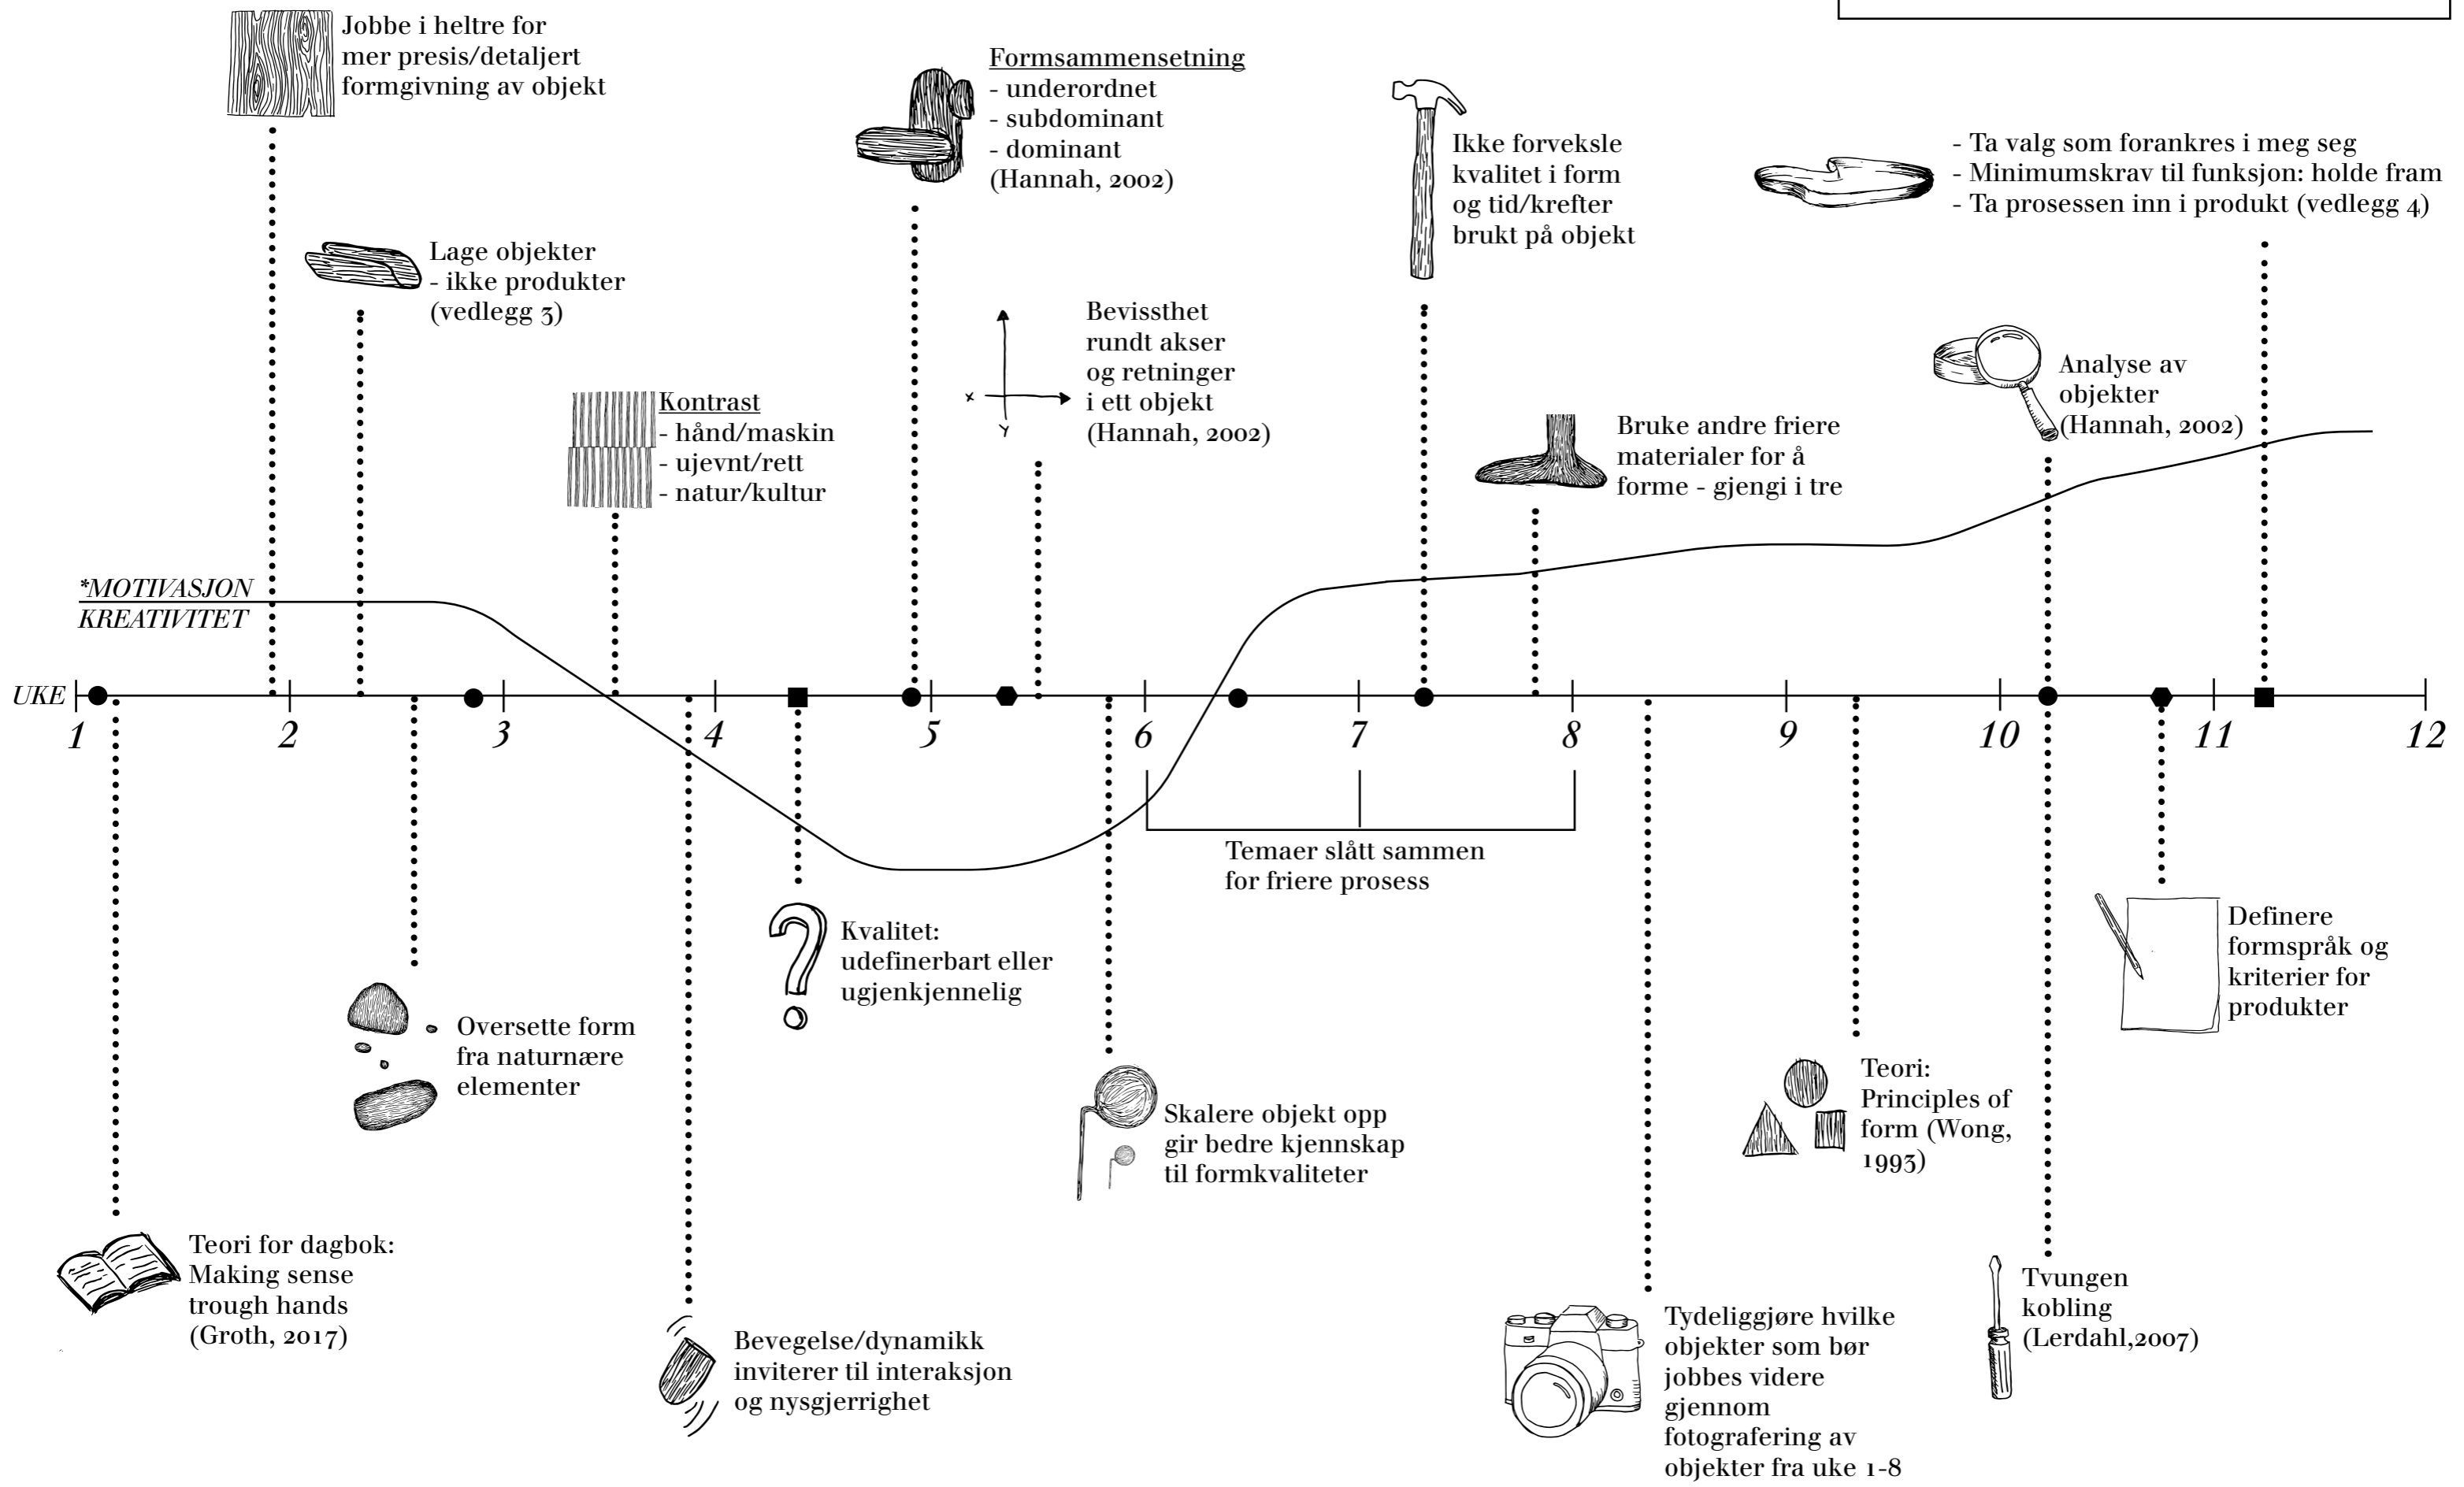 Jobbe i heltre for
mer presis/detaljert
formgivning av objekt
Lage objekter
- ikke produkter
(vedlegg 3)
Kontrast
- hånd/maskin
- ujevnt/rett
- natur/kultur
Formsammensetning
- underordnet
- subdominant
- dominant
(Hannah, 2002)
Bevissthet
rundt akser
og retninger
i ett objekt
(Hannah, 2002)
x
Y
Ikke forveksle
kvalitet i form
og tid/krefter
brukt på objekt
Bruke andre friere
materialer for å
forme - gjengi i tre
- Ta valg som forankres i meg seg
- Minimumskrav til funksjon: holde fram
- Ta prosessen inn i produkt (vedlegg 4)
Analyse av
objekter
(Hannah, 2002)
*MOTIVASJON
KREATIVITET
UKE
1 2 3 4 5 6 7 8 9 10 11 12
Temaer slått sammen
for friere prosess
Teori for dagbok:
Making sense
trough hands
(Groth, 2017)
Oversette form
fra naturnære
elementer
Bevegelse/dynamikk
inviterer til interaksjon
og nysgjerrighet
Kvalitet:
udefinerbart eller
ugjenkjennelig
Skalere objekt opp
gir bedre kjennskap
til formkvaliteter
Tydeliggjøre hvilke
objekter som bør
jobbes videre
gjennom
fotografering av
objekter fra uke 1-8
Teori:
Principles of
form (Wong,
1993)
Tvungen
kobling
(Lerdahl,2007)
Definere
formspråk og
kriterier for
produkter